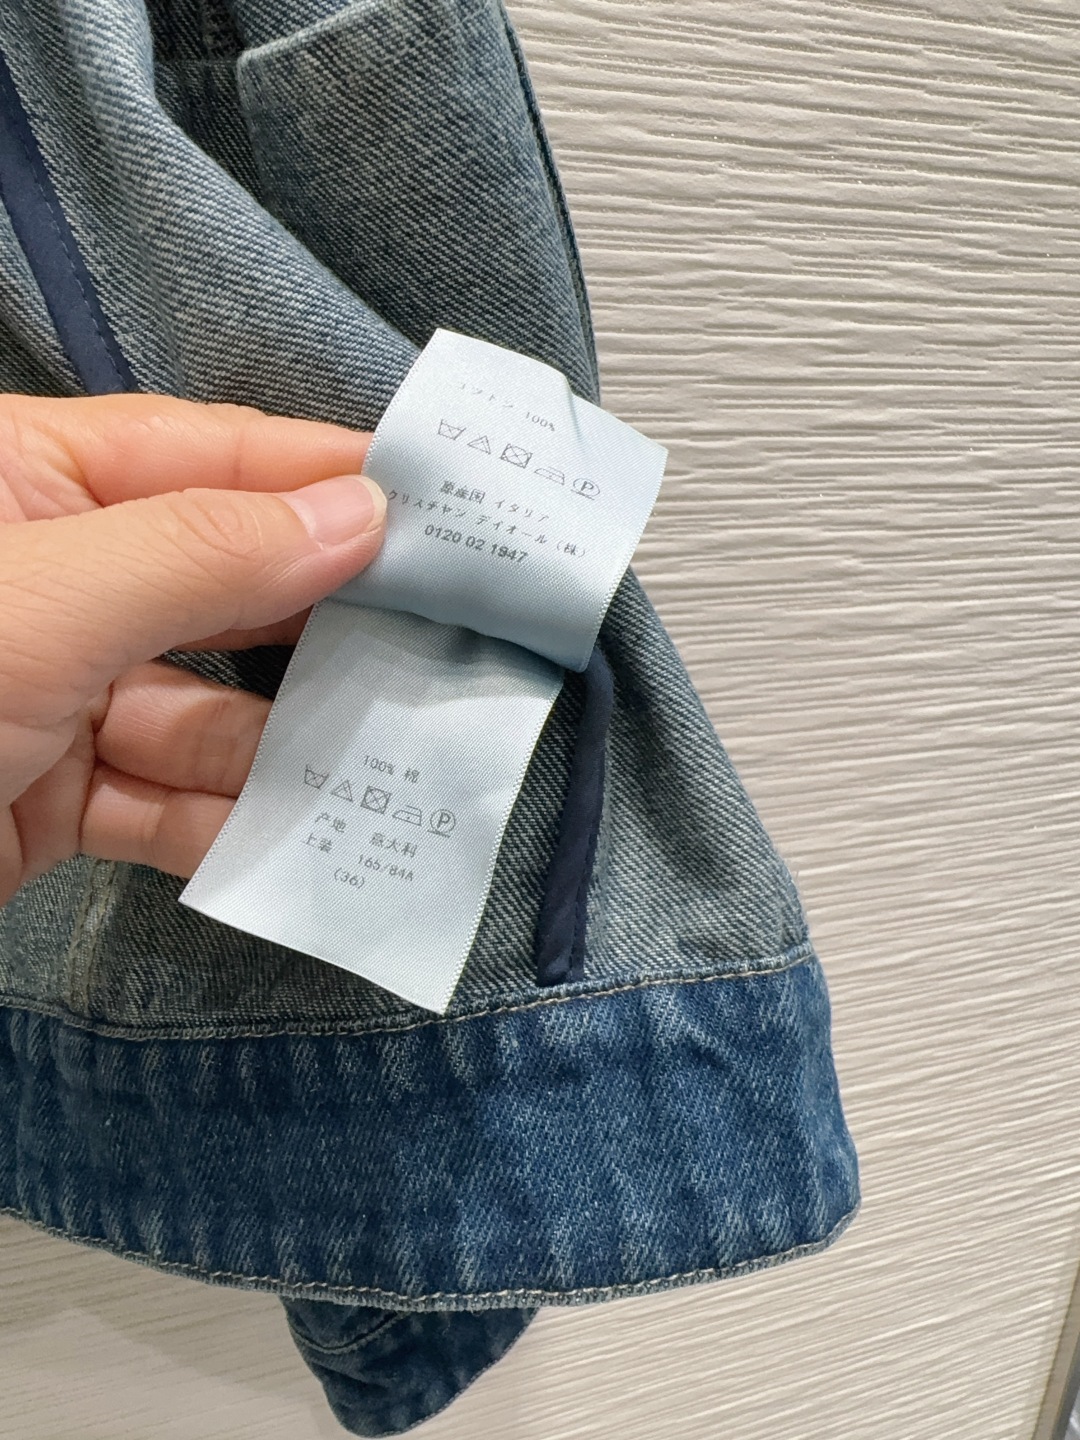 コットン 100%
P
原産国 イタリア
クリスチャン ディオール(株)
0120 02 1947
100% 棉
P
产地 意大利
上装 165/84A
(36)